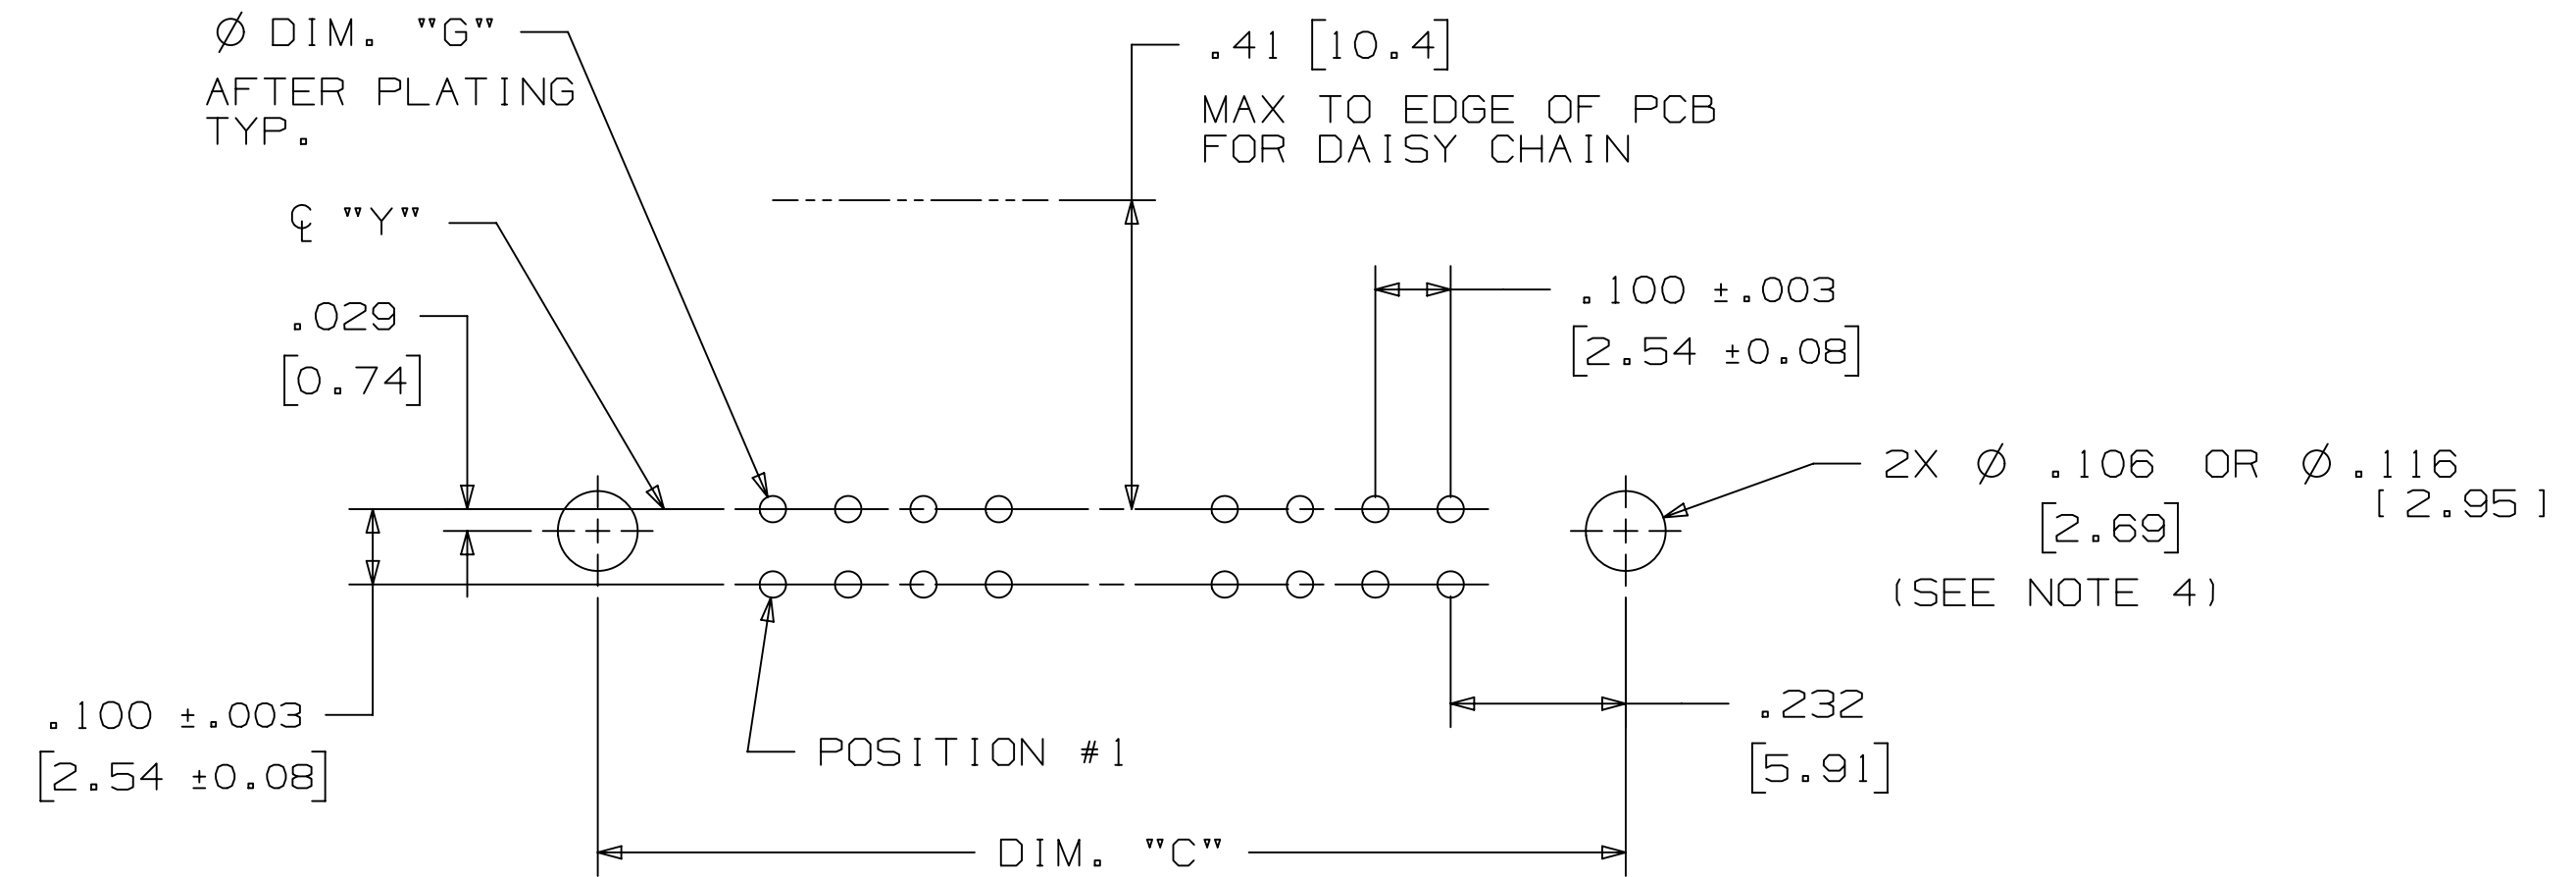 Ø DIM. "G"
AFTER PLATING
TYP.
.41 [10.4]
MAX TO EDGE OF PCB
FOR DAISY CHAIN
℄ "Y"
.029
[0.74]
.100 ±.003
[2.54 ±0.08]
2X Ø .106 OR Ø .116
[2.69] [2.95]
(SEE NOTE 4)
.100 ±.003
[2.54 ±0.08]
POSITION #1
.232
[5.91]
DIM. "C"